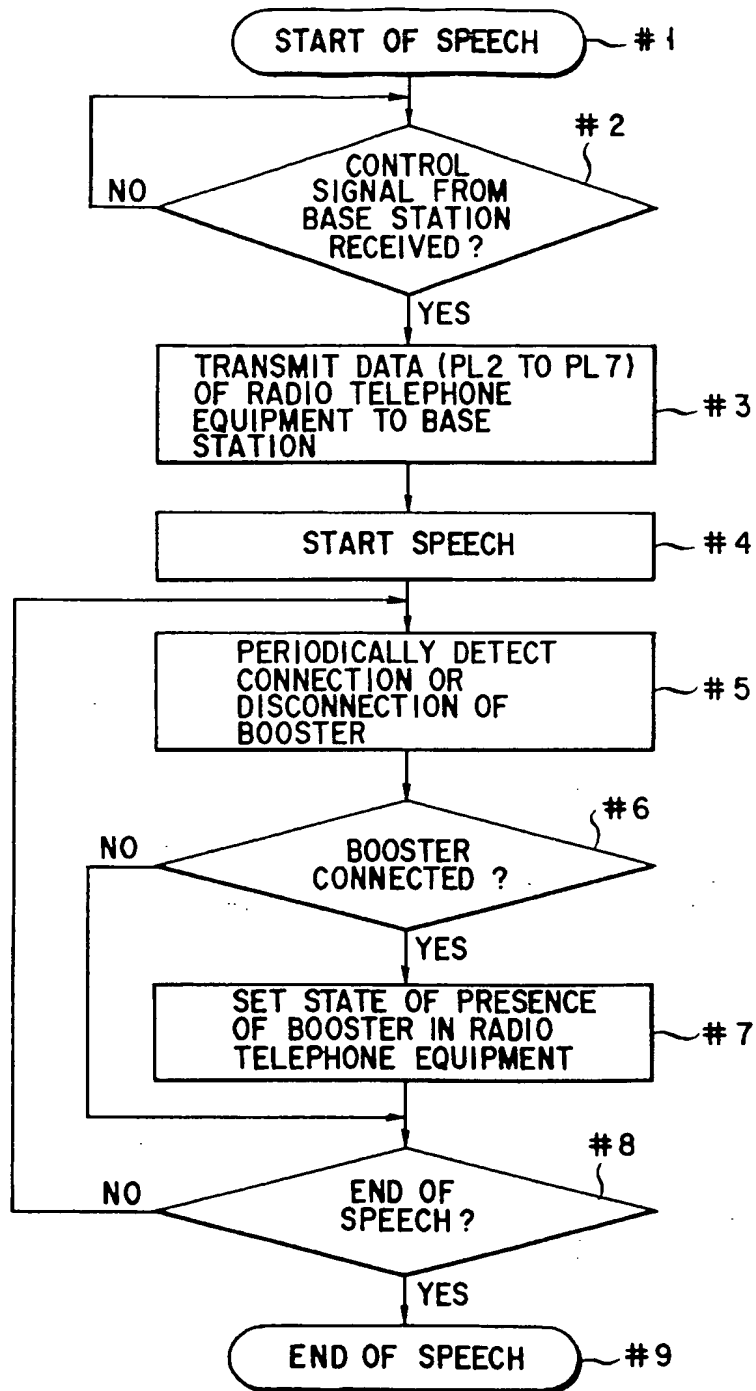 START OF SPEECH
#1
#2
CONTROL
SIGNAL FROM
BASE STATION
RECEIVED?
NO
YES
TRANSMIT DATA (PL2 TO PL7)
OF RADIO TELEPHONE
EQUIPMENT TO BASE
STATION
#3
START SPEECH
#4
PERIODICALLY DETECT
CONNECTION OR
DISCONNECTION OF
BOOSTER
#5
#6
NO
BOOSTER
CONNECTED ?
YES
SET STATE OF PRESENCE
OF BOOSTER IN RADIO
TELEPHONE EQUIPMENT
#7
#8
NO
END OF
SPEECH?
YES
END OF SPEECH
#9